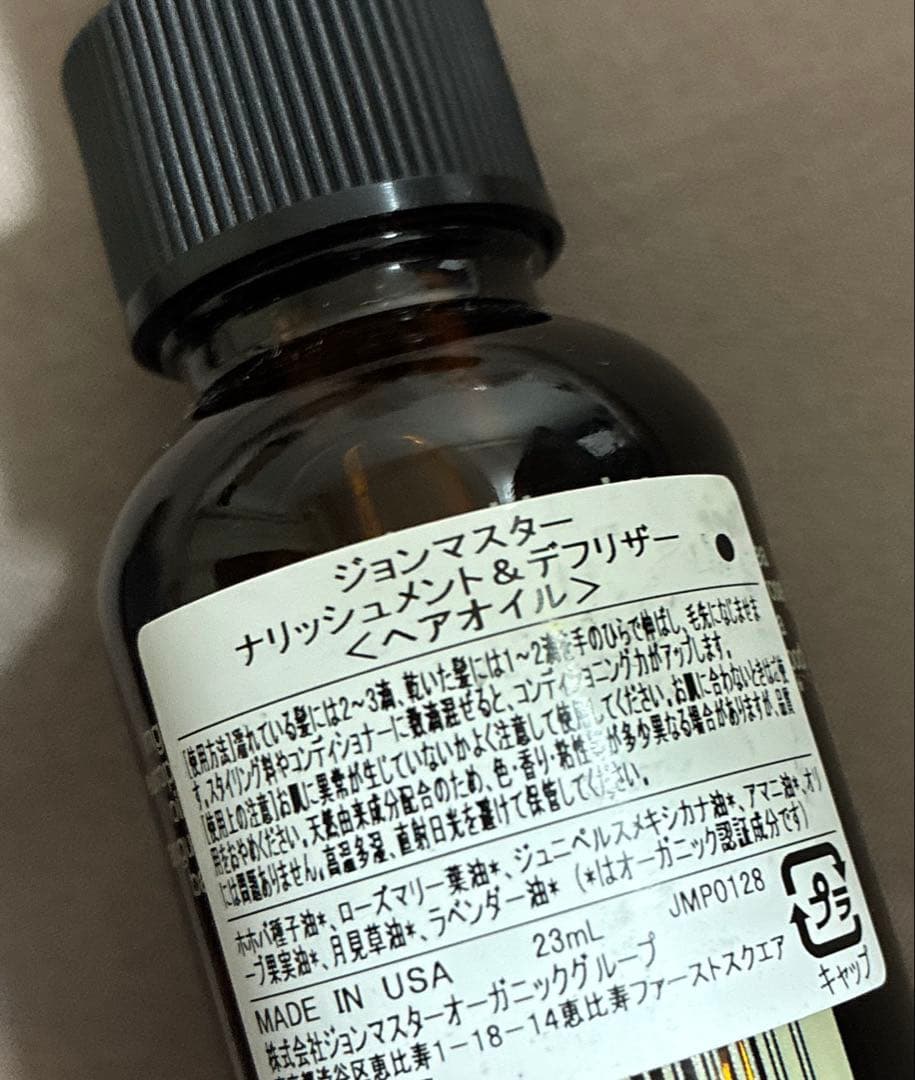 ジョンマスター
ナリッシュメント&デフリザー
<ヘアオイル>
[使用方法]濡れている髪には2～3滴、乾いた髪には1～2滴を手のひらで伸ばし、毛先になじませま
す。スタイリング料やコンディショナーに数滴混ぜると、コンディショニング力がアップします。
[使用上の注意]お肌に異常が生じていないかよく注意して使用してください。お肌に合わないときはご使
用をおやめください。天然由来成分配合のため、色・香り・粘性等が多少異なる場合がありますが、品質
には問題ありません。高温多湿、直射日光を避けて保管してください。
ホホバ種子油*、ローズマリー葉油*、ジュニペルスメキシカナ油*、アマニ油*、オリ
ーブ果実油*、月見草油*、ラベンダー油* (*はオーガニック認証成分です)
MADE IN USA 23mL JMP0128
株式会社ジョンマスターオーガニックグループ
東京都渋谷区恵比寿1-18-14恵比寿ファーストスクエア
プラ
キャップ